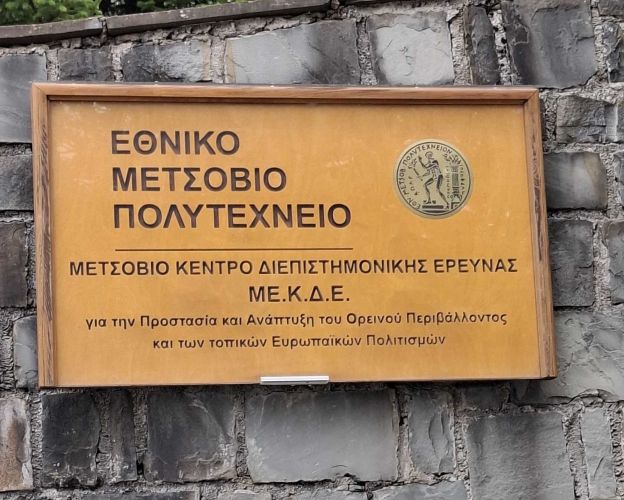 ΕΘΝΙΚΟ
ΜΕΤΣΟΒΙΟ
ΠΟΛΥΤΕΧΝΕΙΟ
ΜΕΤΣΟΒΙΟ ΚΕΝΤΡΟ ΔΙΕΠΙΣΤΗΜΟΝΙΚΗΣ ΕΡΕΥΝΑΣ
ΜΕ.Κ.Δ.Ε.
για την Προστασία και Ανάπτυξη του Ορεινού Περιβάλλοντος
και των τοπικών Ευρωπαϊκών Πολιτισμών